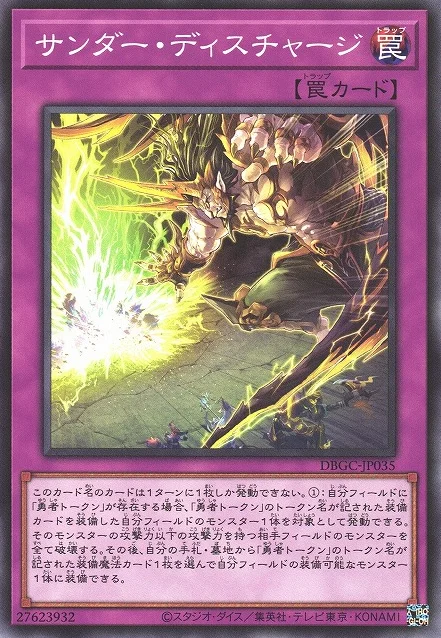 サンダー・ディスチャージ
トラップ
罠
トラップ
【罠カード】
DBGC-JP035
このカード名のカードは1ターンに1枚しか発動できない。①：自分フィールドに
「勇者トークン」が存在する場合、「勇者トークン」のトークン名が記された装備
カードを装備した自分フィールドのモンスター1体を対象として発動できる。
そのモンスターの攻撃力以下の攻撃力を持つ相手フィールドのモンスターを
全て破壊する。その後、自分の手札・墓地から「勇者トークン」のトークン名が
記された装備魔法カード1枚を選んで自分フィールドの装備可能なモンスター
1体に装備できる。
27623932
©スタジオ・ダイス/集英社・テレビ東京・KONAMI